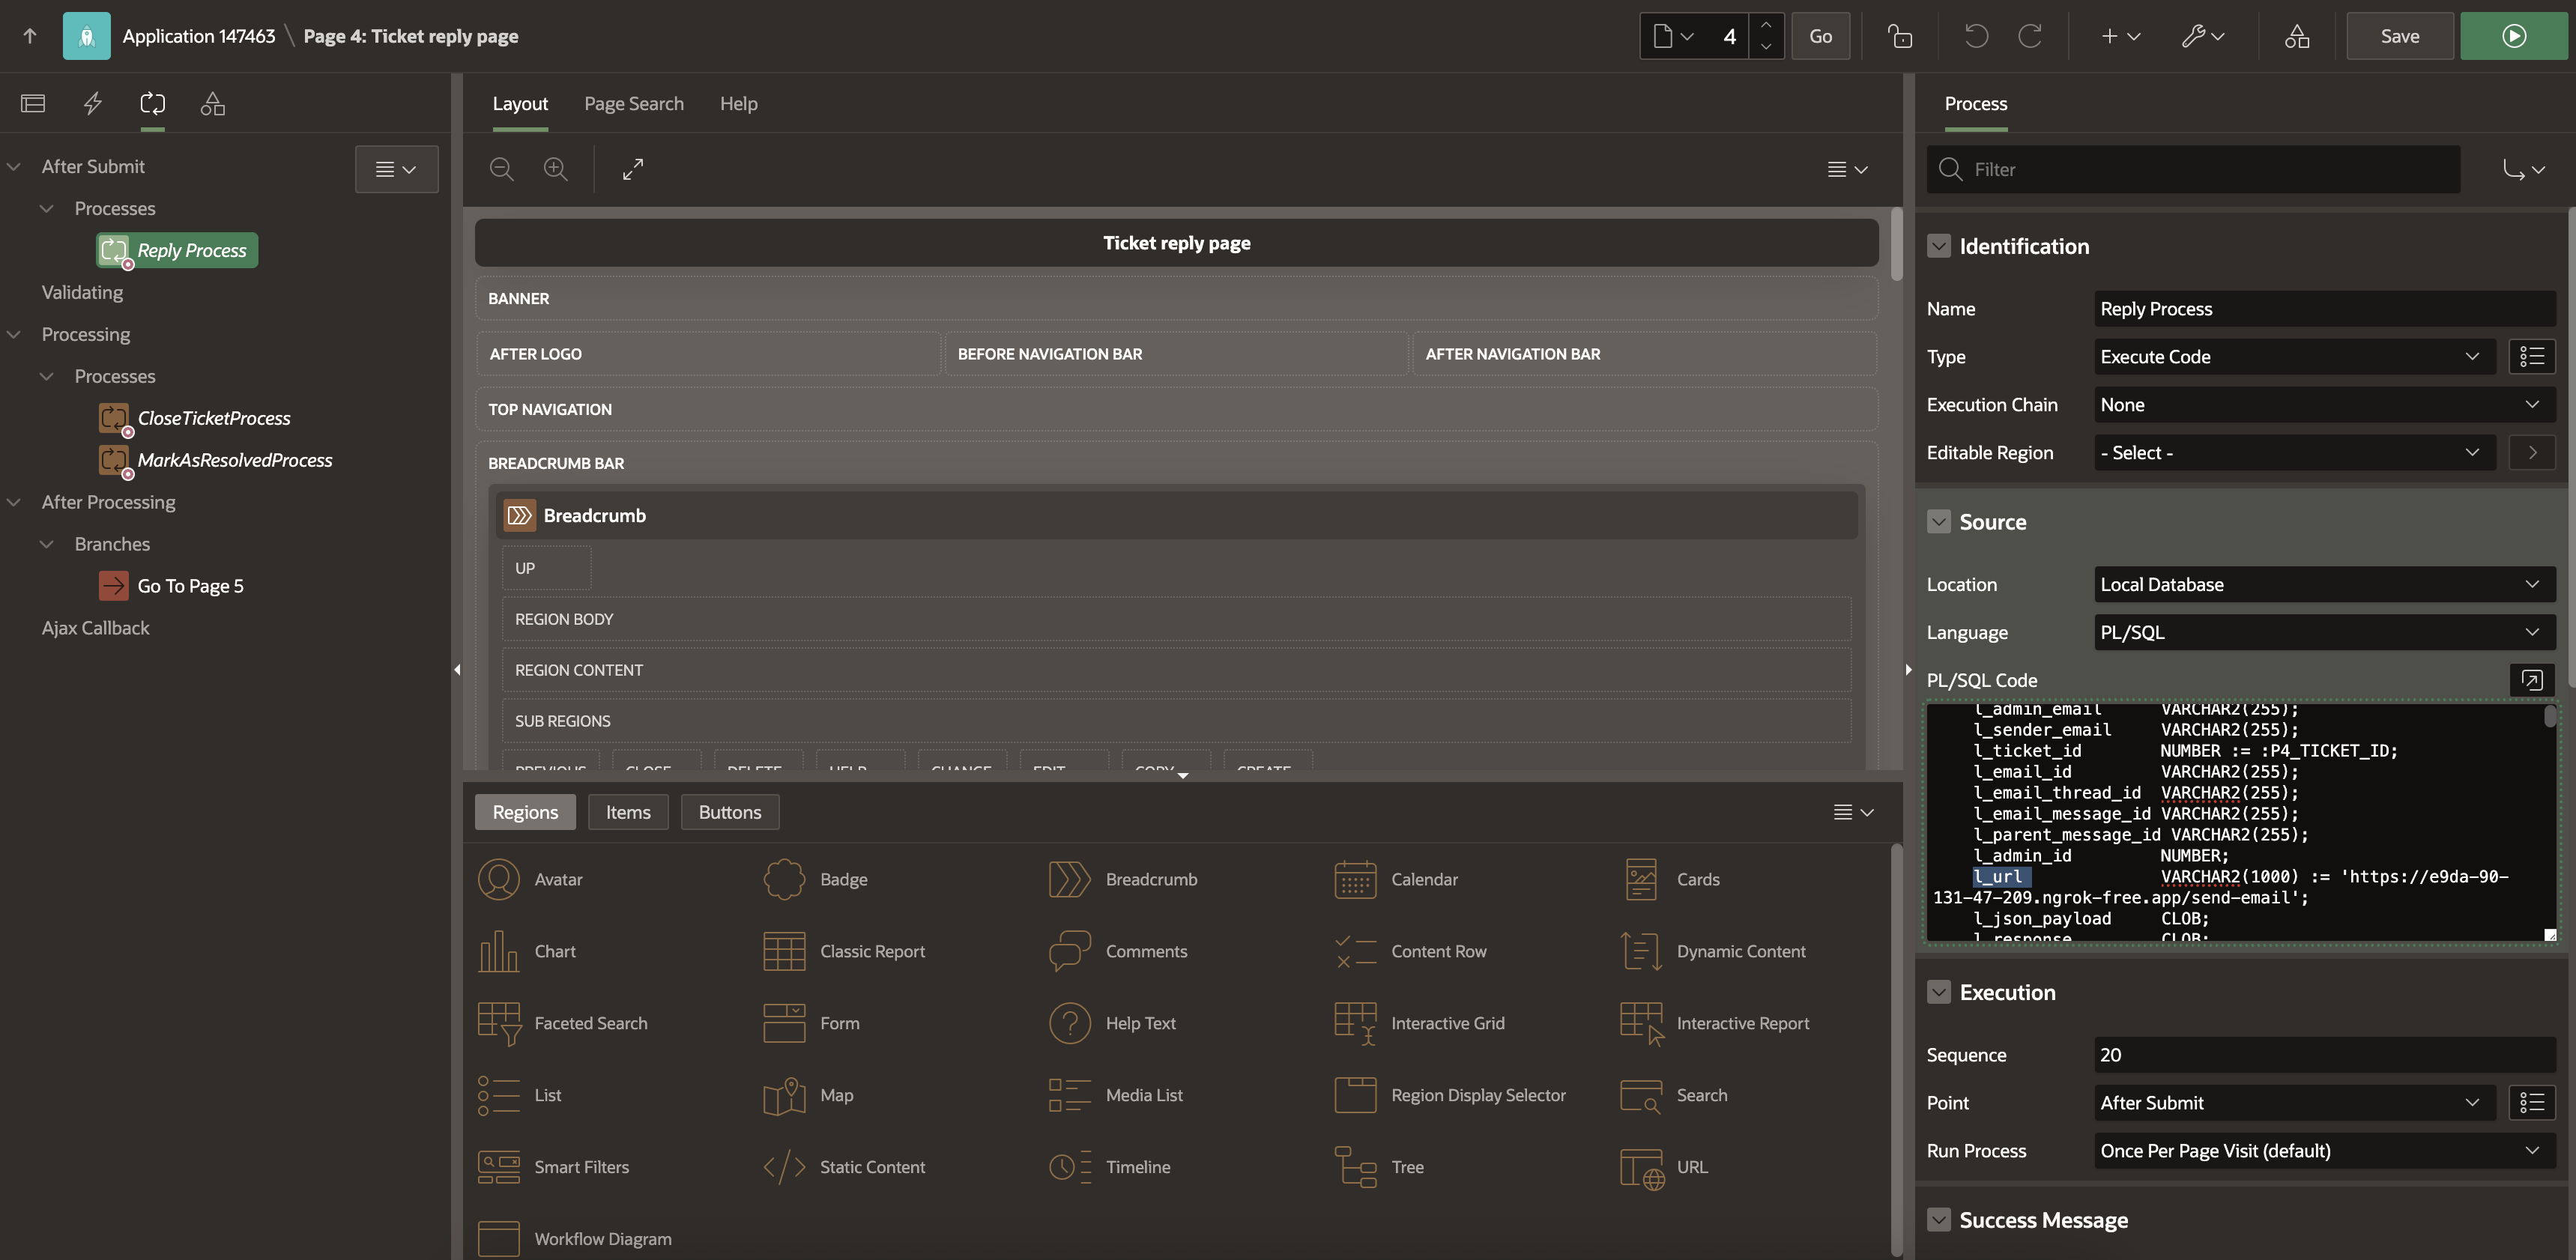 Application 147463 \ Page 4: Ticket reply page
4
Go
Save
After Submit
Processes
Reply Process
Validating
Processing
Processes
CloseTicketProcess
MarkAsResolvedProcess
After Processing
Branches
Go To Page 5
Ajax Callback
Layout
Page Search
Help
Ticket reply page
BANNER
AFTER LOGO
BEFORE NAVIGATION BAR
AFTER NAVIGATION BAR
TOP NAVIGATION
BREADCRUMB BAR
Breadcrumb
UP
REGION BODY
REGION CONTENT
SUB REGIONS
PREVIOUS
CLOSE
DELETE
HELP
CHANGE
EDIT
COPY
CREATE
Regions
Items
Buttons
Avatar
Badge
Breadcrumb
Calendar
Cards
Chart
Classic Report
Comments
Content Row
Dynamic Content
Faceted Search
Form
Help Text
Interactive Grid
Interactive Report
List
Map
Media List
Region Display Selector
Search
Smart Filters
Static Content
Timeline
Tree
URL
Workflow Diagram
Process
Filter
Identification
Name
Reply Process
Type
Execute Code
Execution Chain
None
Editable Region
- Select -
Source
Location
Local Database
Language
PL/SQL
PL/SQL Code
l_admin_email VARCHAR2(255);
l_sender_email VARCHAR2(255);
l_ticket_id NUMBER := :P4_TICKET_ID;
l_email_id VARCHAR2(255);
l_email_thread_id VARCHAR2(255);
l_email_message_id VARCHAR2(255);
l_parent_message_id VARCHAR2(255);
l_admin_id NUMBER;
l_url VARCHAR2(1000) := 'https://e9da-90-
131-47-209.ngrok-free.app/send-email';
l_json_payload CLOB;
l_response CLOB;
Execution
Sequence
20
Point
After Submit
Run Process
Once Per Page Visit (default)
Success Message